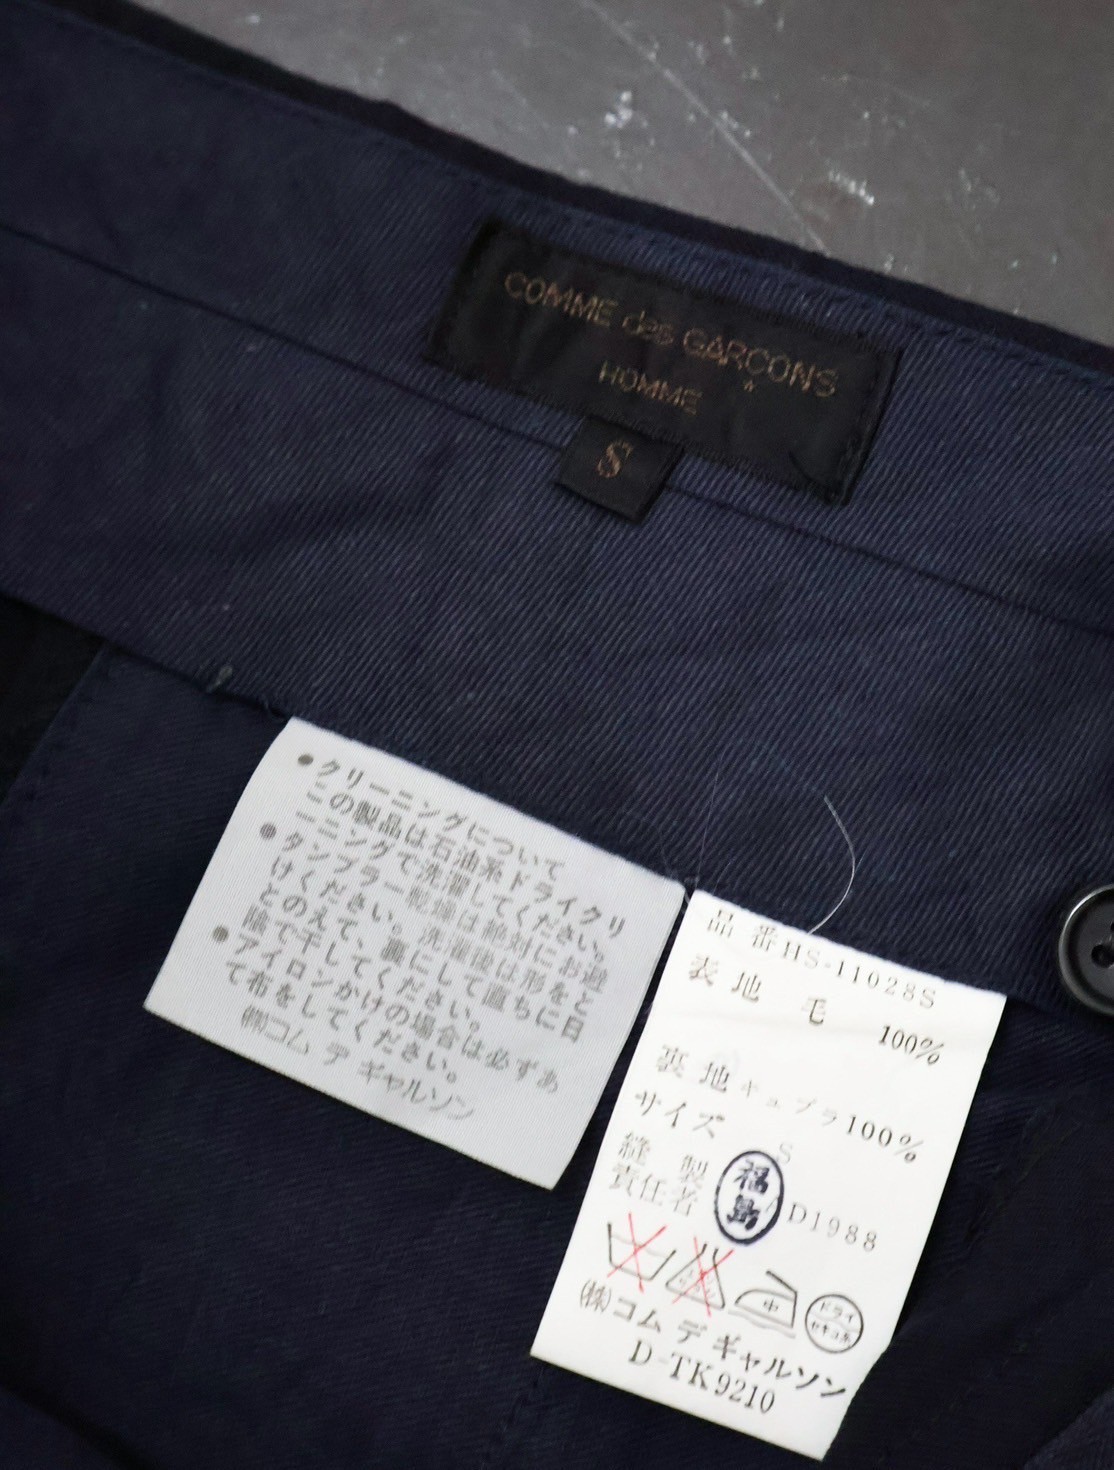 COMME des GARÇONS
HOMME
S
●クリーニングについて
この製品は石油系ドライクリ
ーニングで洗濯してください。
●タンブラー乾燥は絶対にお避
けください。洗濯後は形をと
とのえて、裏にして直ちに日
陰で干してください。
●アイロンかけの場合は必ずあ
て布をしてください。
㈱コム デ ギャルソン
品番HS-11028S
表地 毛 100%
裏地キュプラ100%
サイズ S
縫製
責任者 福島 AD1988
中
ドライ
セキユ系
㈱コム デ ギャルソン
D-TK9210